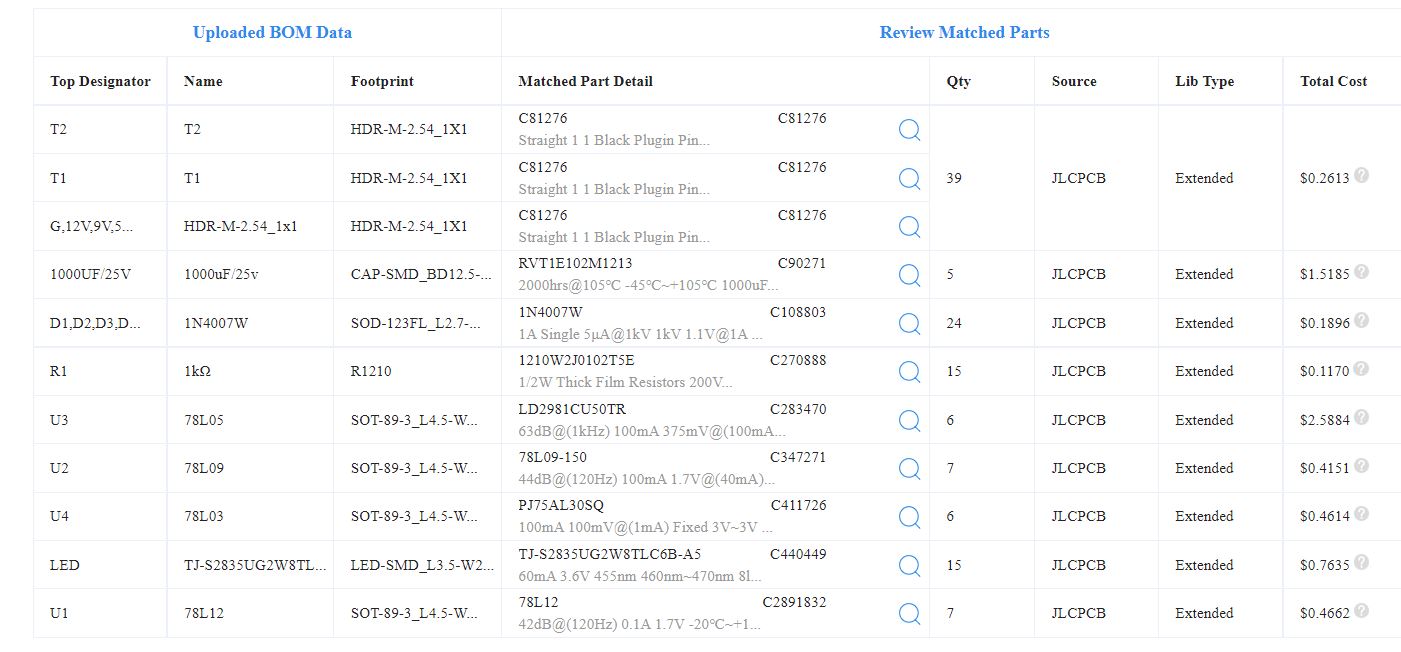 Uploaded BOM Data Review Matched Parts
Top Designator Name Footprint Matched Part Detail Qty Source Lib Type Total Cost
T2 T2 HDR-M-2.54_1X1 C81276 C81276
Straight 1 1 Black Plugin Pin...
T1 T1 HDR-M-2.54_1X1 C81276 C81276 39 JLCPCB Extended $0.2613 ?
Straight 1 1 Black Plugin Pin...
G,12V,9V,5... HDR-M-2.54_1x1 HDR-M-2.54_1X1 C81276 C81276
Straight 1 1 Black Plugin Pin...
1000UF/25V 1000uF/25v CAP-SMD_BD12.5-... RVT1E102M1213 C90271 5 JLCPCB Extended $1.5185 ?
2000hrs@105℃ -45℃~+105℃ 1000uF...
D1,D2,D3,D... 1N4007W SOD-123FL_L2.7-... 1N4007W C108803 24 JLCPCB Extended $0.1896 ?
1A Single 5μA@1kV 1kV 1.1V@1A ...
R1 1kΩ R1210 1210W2J0102T5E C270888 15 JLCPCB Extended $0.1170 ?
1/2W Thick Film Resistors 200V...
U3 78L05 SOT-89-3_L4.5-W... LD2981CU50TR C283470 6 JLCPCB Extended $2.5884 ?
63dB@(1kHz) 100mA 375mV@(100mA...
U2 78L09 SOT-89-3_L4.5-W... 78L09-150 C347271 7 JLCPCB Extended $0.4151 ?
44dB@(120Hz) 100mA 1.7V@(40mA)...
U4 78L03 SOT-89-3_L4.5-W... PJ75AL30SQ C411726 6 JLCPCB Extended $0.4614 ?
100mA 100mV@(1mA) Fixed 3V~3V ...
LED TJ-S2835UG2W8TL... LED-SMD_L3.5-W2... TJ-S2835UG2W8TLC6B-A5 C440449 15 JLCPCB Extended $0.7635 ?
60mA 3.6V 455nm 460nm~470nm 8l...
U1 78L12 SOT-89-3_L4.5-W... 78L12 C2891832 7 JLCPCB Extended $0.4662 ?
42dB@(120Hz) 0.1A 1.7V -20℃~+1...